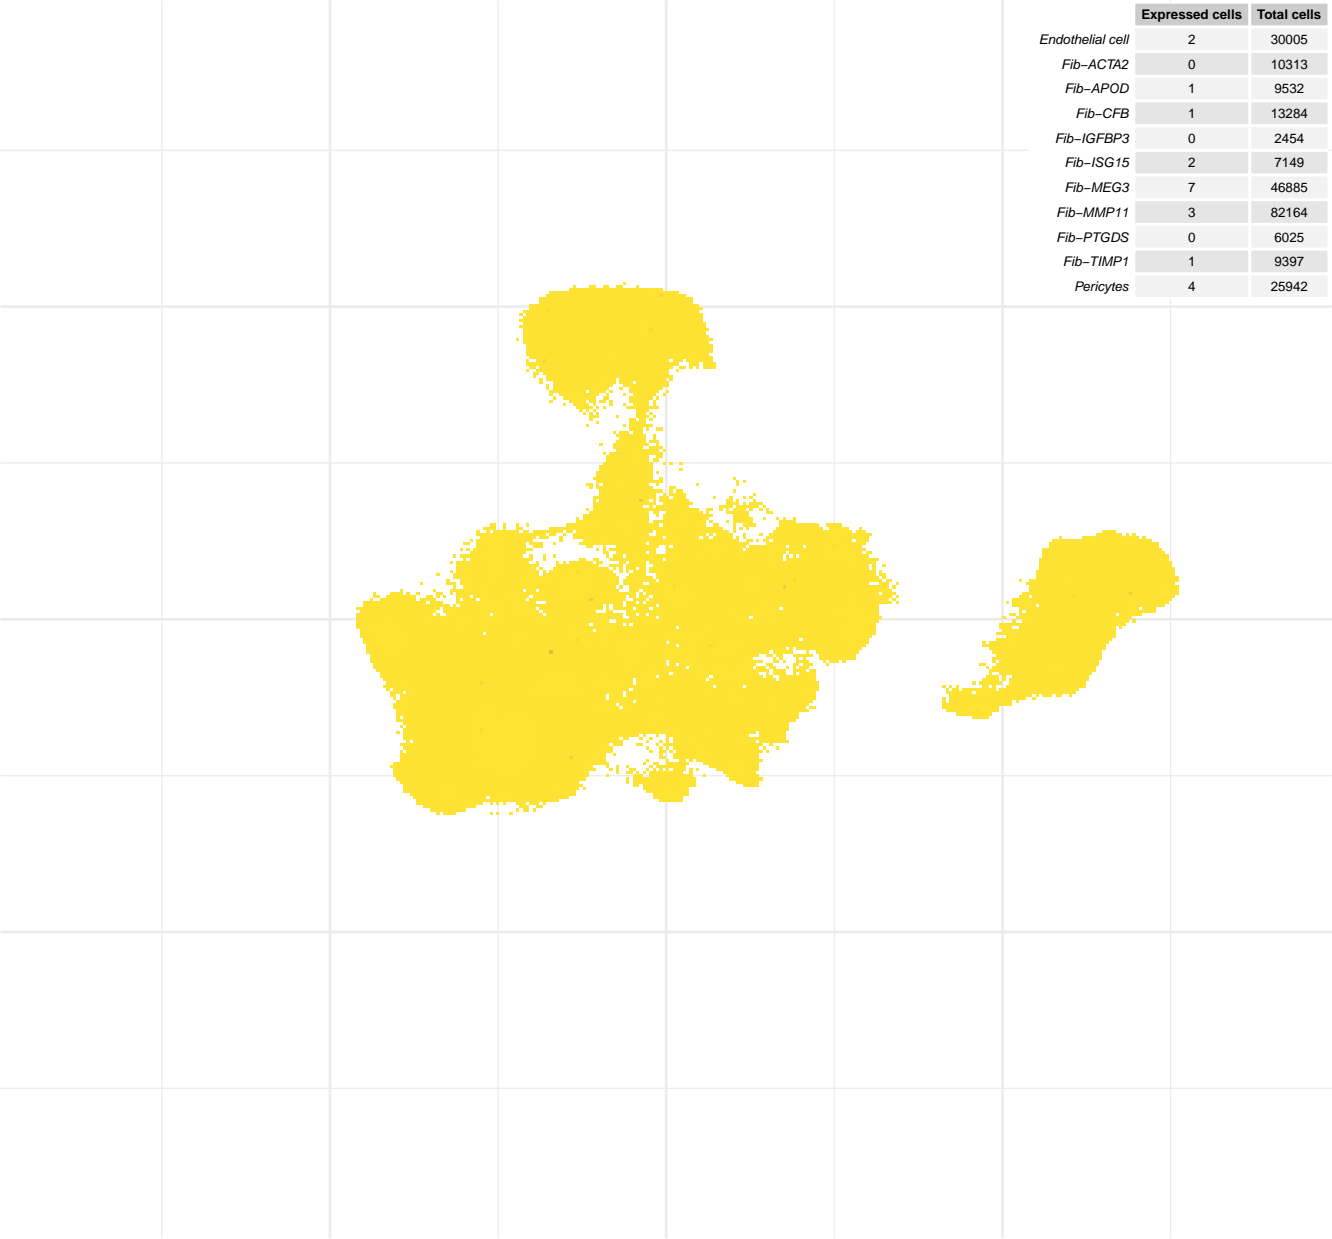 Expressed cells Total cells
Endothelial cell 2 30005
Fib−ACTA2 0 10313
Fib−APOD 1 9532
Fib−CFB 1 13284
Fib−IGFBP3 0 2454
Fib−ISG15 2 7149
Fib−MEG3 7 46885
Fib−MMP11 3 82164
Fib−PTGDS 0 6025
Fib−TIMP1 1 9397
Pericytes 4 25942